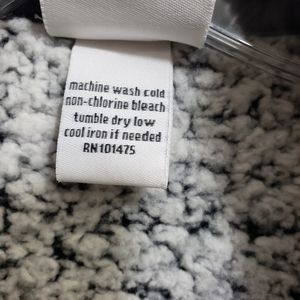 machine wash cold
non-chlorine bleach
tumble dry low
cool iron if needed
RN101475